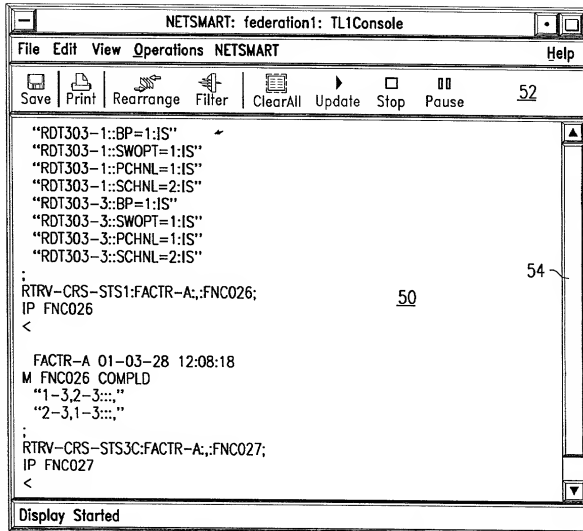 NETSMART: federation1: TL1Console
File Edit View Operations NETSMART Help
Save Print Rearrange Filter ClearAll Update Stop Pause 52
"RDT303-1::BP=1:IS"
"RDT303-1::SWOPT=1:IS"
"RDT303-1::PCHNL=1:IS"
"RDT303-1::SCHNL=2:IS"
"RDT303-3::BP=1:IS"
"RDT303-3::SWOPT=1:IS"
"RDT303-3::PCHNL=1:IS"
"RDT303-3::SCHNL=2:IS"
;
54
RTRV-CRS-STS1:FACTR-A:,:FNC026;
50
IP FNC026
<
FACTR-A 01-03-28 12:08:18
M FNC026 COMPLD
"1-3,2-3:::,"
"2-3,1-3:::,"
;
RTRV-CRS-STS3C:FACTR-A:,:FNC027;
IP FNC027
<
Display Started